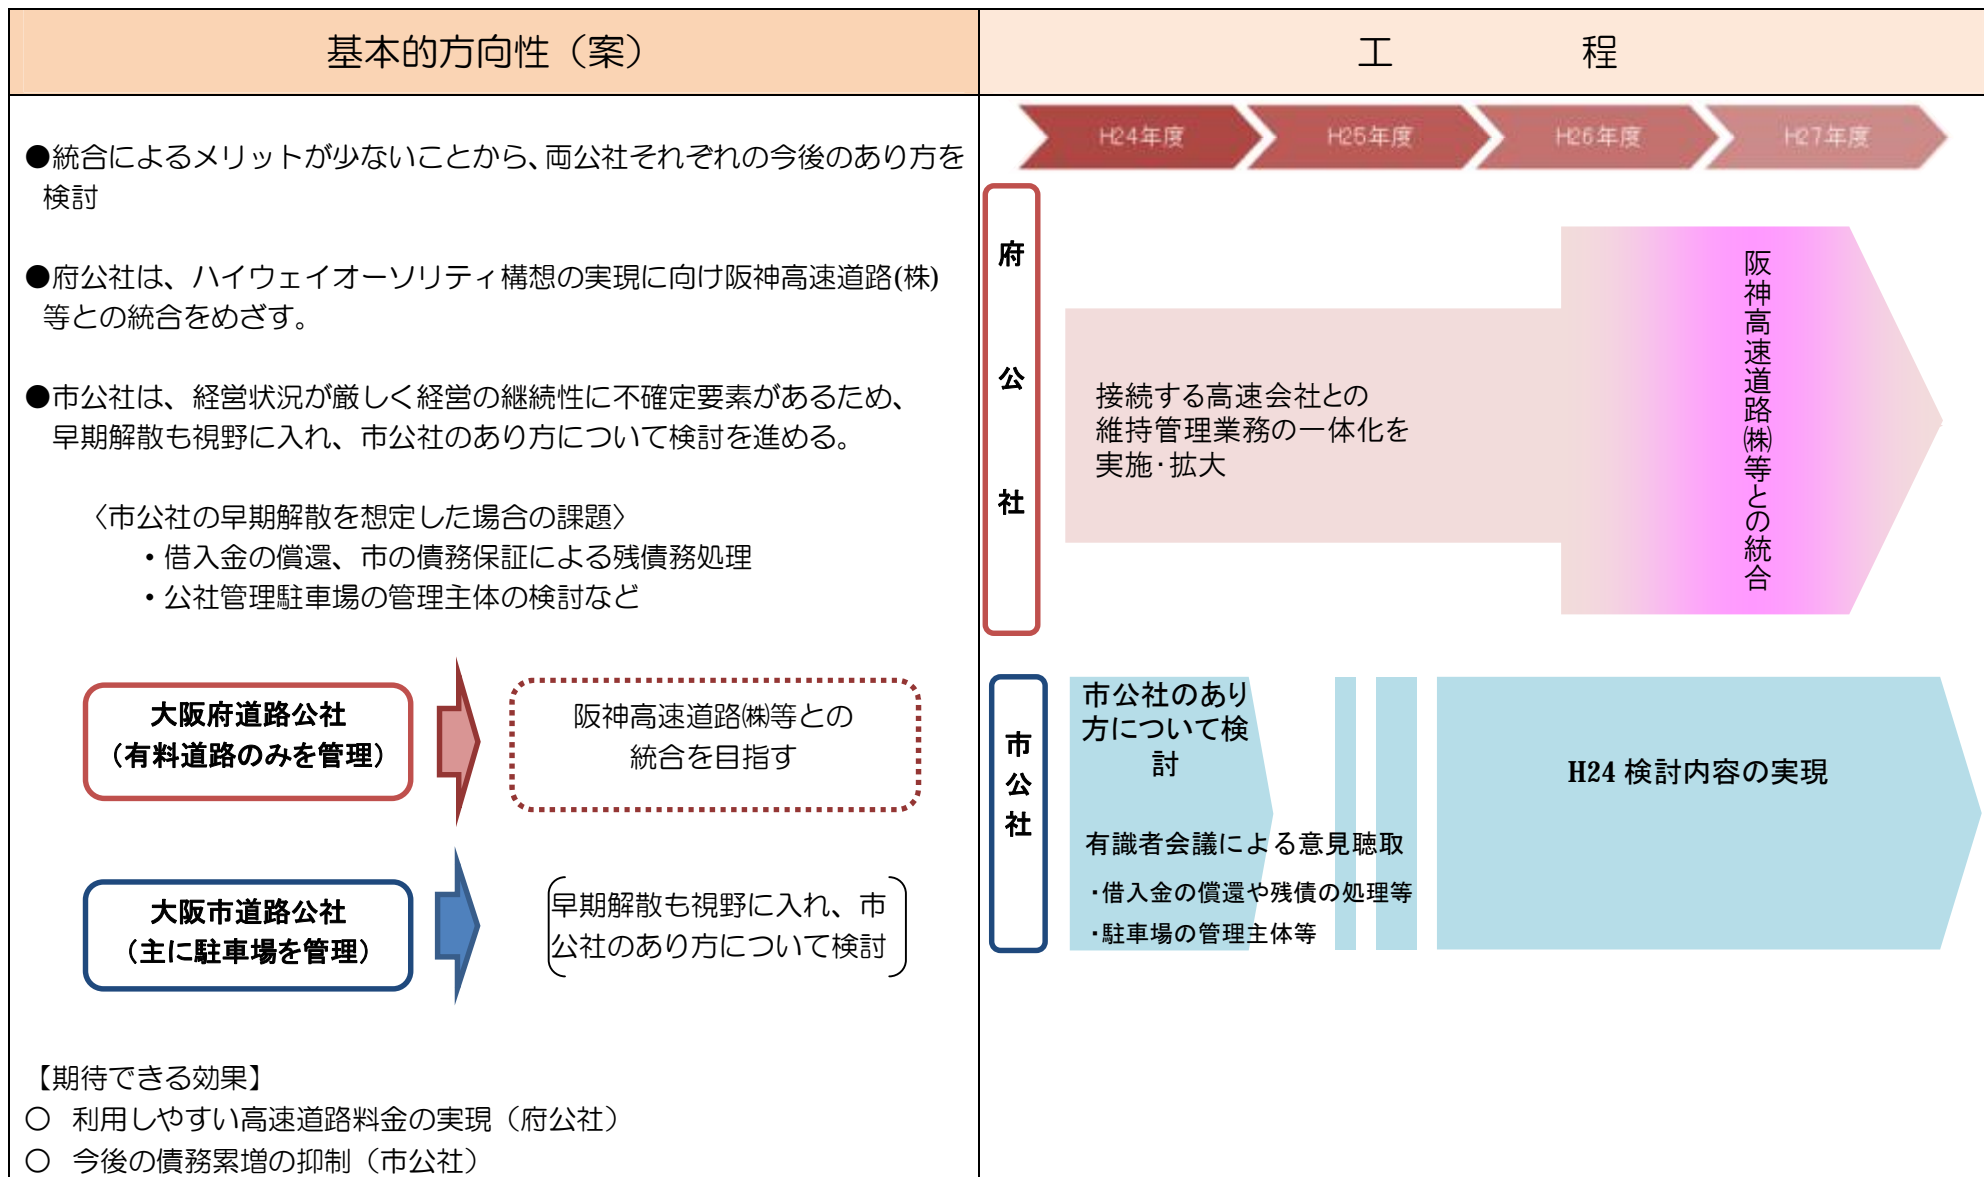 基本的方向性（案）
●統合によるメリットが少ないことから、両公社それぞれの今後のあり方を
検討
●府公社は、ハイウェイオーソリティ構想の実現に向け阪神高速道路(株)
等との統合をめざす。
●市公社は、経営状況が厳しく経営の継続性に不確定要素があるため、
早期解散も視野に入れ、市公社のあり方について検討を進める。
〈市公社の早期解散を想定した場合の課題〉
・借入金の償還、市の債務保証による残債務処理
・公社管理駐車場の管理主体の検討など
大阪府道路公社
（有料道路のみを管理）
阪神高速道路㈱等との
統合を目指す
大阪市道路公社
（主に駐車場を管理）
早期解散も視野に入れ、市
公社のあり方について検討
【期待できる効果】
○ 利用しやすい高速道路料金の実現（府公社）
○ 今後の債務累増の抑制（市公社）
工 程
H24年度
H25年度
H26年度
H27年度
府公社
接続する高速会社との
維持管理業務の一体化を
実施・拡大
阪神高速道路㈱等との統合
市公社
市公社のあり
方について検
討
有識者会議による意見聴取
・借入金の償還や残債の処理等
・駐車場の管理主体等
H24 検討内容の実現